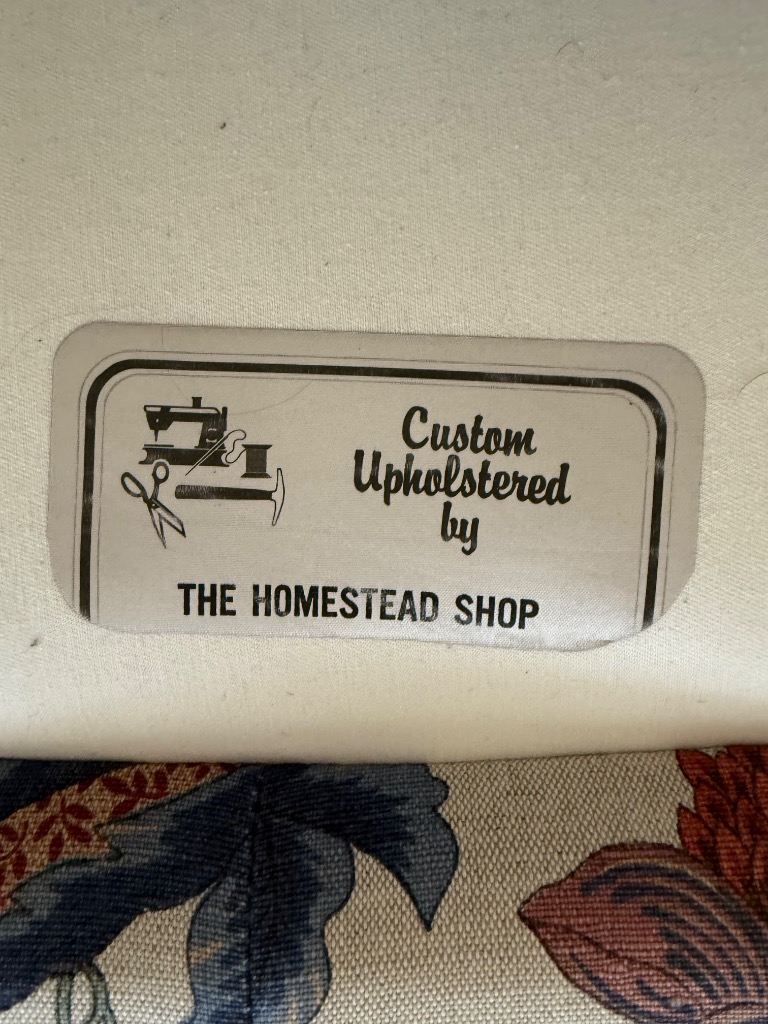 Custom
Upholstered
by
THE HOMESTEAD SHOP